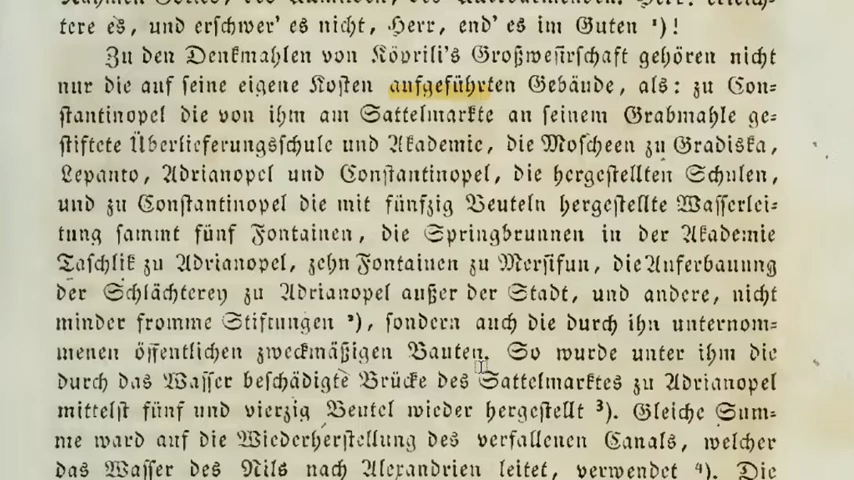 tere es, und erschwer' es nicht, Herr, end' es im Guten ¹)!
Zu den Denkmahlen von Köprili's Großwesirschaft gehören nicht
nur die auf seine eigene Kosten aufgeführten Gebäude, als: zu Con=
stantinopel die von ihm am Sattelmarkte an seinem Grabmahle ge=
stiftete Überlieferungsschule und Akademie, die Moscheen zu Gradiska,
Lepanto, Adrianopel und Constantinopel, die hergestellten Schulen,
und zu Constantinopel die mit fünfzig Beuteln hergestellte Wasserlei=
tung sammt fünf Fontainen, die Springbrunnen in der Akademie
Taschlik zu Adrianopel, zehn Fontainen zu Mersifun, die Auferbauung
der Schlächterey zu Adrianopel außer der Stadt, und andere, nicht
minder fromme Stiftungen ²), sondern auch die durch ihn unternom=
menen öffentlichen zweckmäßigen Bauten. So wurde unter ihm die
durch das Wasser beschädigte Brücke des Sattelmarktes zu Adrianopel
mittelst fünf und vierzig Beutel wieder hergestellt ³). Gleiche Sum=
me ward auf die Wiederherstellung des verfallenen Canals, welcher
das Wasser des Nils nach Alexandrien leitet, verwendet ⁴). Die